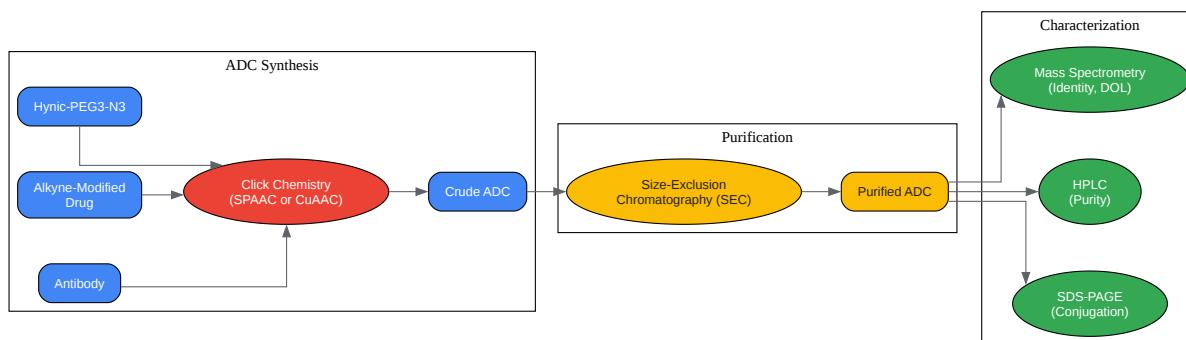 ADC Synthesis
Hynic-PEG3-N3
Alkyne-Modified
Drug
Antibody
Click Chemistry
(SPAAC or CuAAC)
Crude ADC
Purification
Size-Exclusion
Chromatography (SEC)
Purified ADC
Characterization
Mass Spectrometry
(Identity, DOL)
HPLC
(Purity)
SDS-PAGE
(Conjugation)